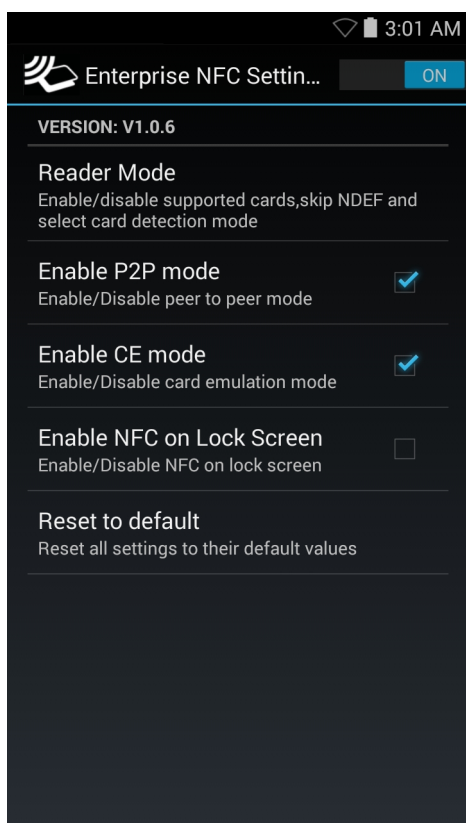 3:01 AM
Enterprise NFC Settin...
ON
VERSION: V1.0.6
Reader Mode
Enable/disable supported cards,skip NDEF and
select card detection mode
Enable P2P mode
Enable/Disable peer to peer mode
Enable CE mode
Enable/Disable card emulation mode
Enable NFC on Lock Screen
Enable/Disable NFC on lock screen
Reset to default
Reset all settings to their default values